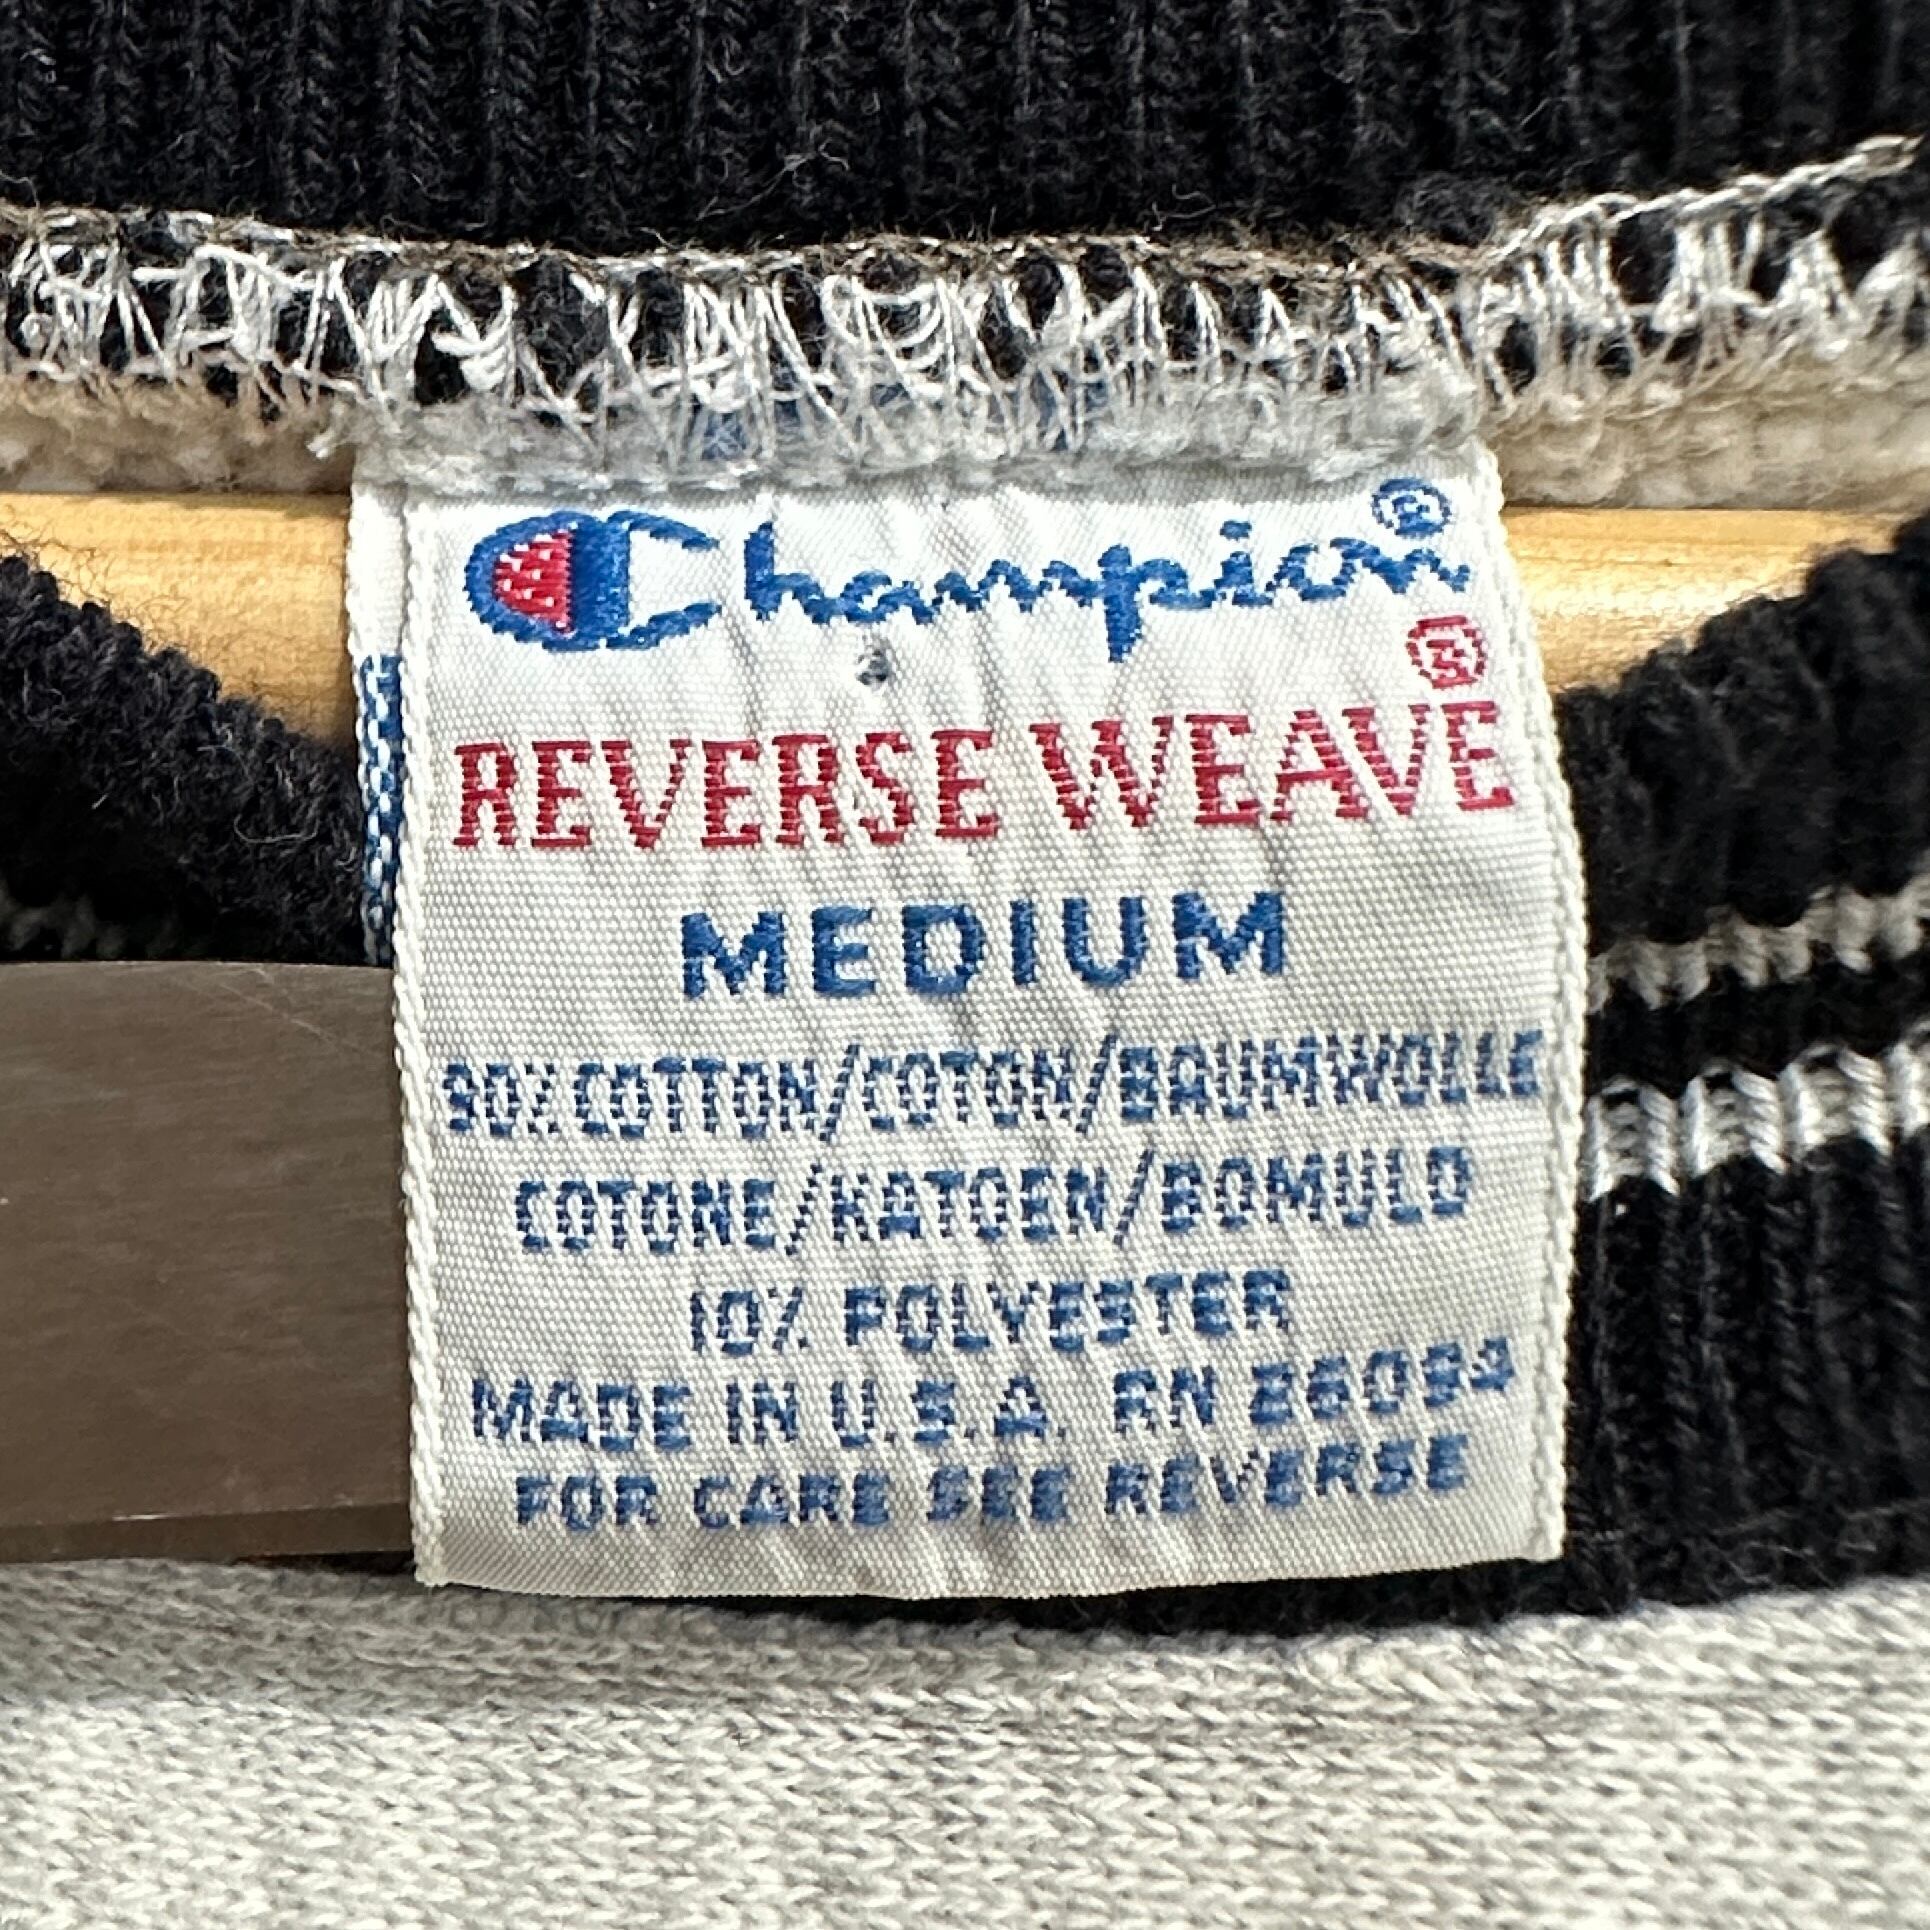 Champion®
®
REVERSE WEAVE
MEDIUM
90% COTTON/COTON/BAUMWOLLE
COTONE/KATOEN/BOMULD
10% POLYESTER
MADE IN U.S.A. RN 26094
FOR CARE SEE REVERSE